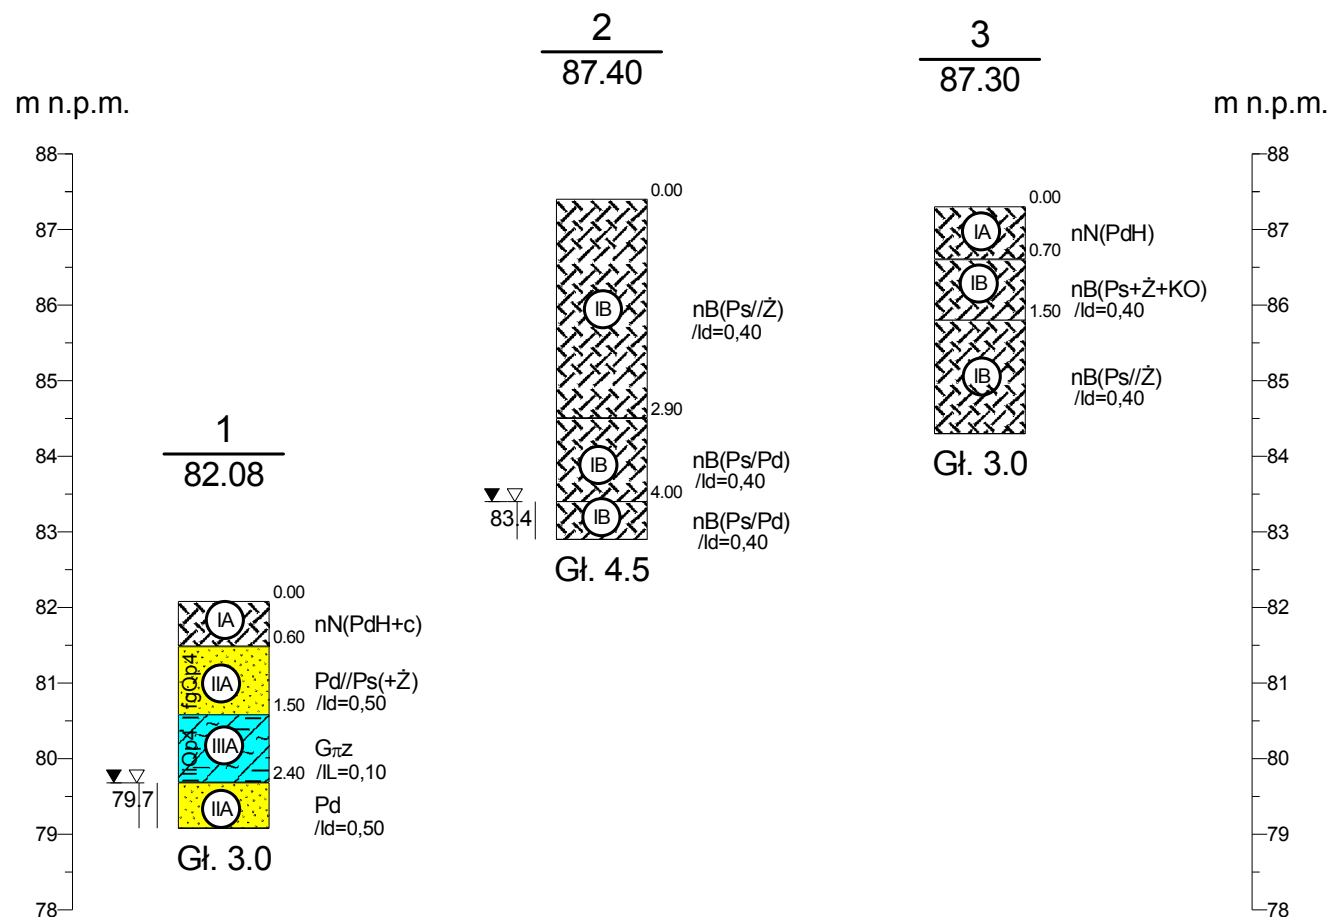 2
87.40
3
87.30
m n.p.m.
m n.p.m.
88
87
86
85
84
83
82
81
80
79
78
1
82.08
0.00
IA
0.60
nN(PdH+c)
fgQp4
IIA
1.50
Pd//Ps(+Ż)
/Id=0,50
IIIA
2.40
Gπz
/IL=0,10
79.7
IIA
Pd
/Id=0,50
Gł. 3.0
0.00
IB
nB(Ps//Ż)
/Id=0,40
2.90
IB
nB(Ps/Pd)
/Id=0,40
4.00
83.4
IB
nB(Ps/Pd)
/Id=0,40
Gł. 4.5
0.00
IA
0.70
nN(PdH)
IB
1.50
nB(Ps+Ż+KO)
/Id=0,40
IB
nB(Ps//Ż)
/Id=0,40
Gł. 3.0
88
87
86
85
84
83
82
81
80
79
78